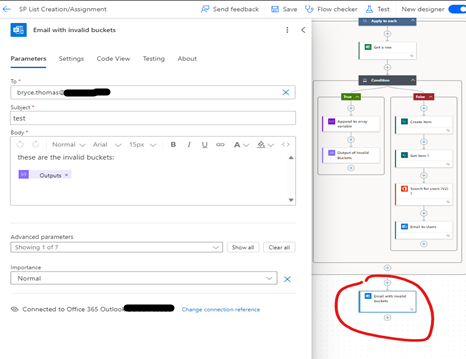 SP List Creation/Assignment
Send feedback
Save
Flow checker
Test
New designer
Email with invalid buckets
Parameters Settings Code View Testing About
To *
bryce.thomas@
Subject *
test
Body *
Normal Arial 15px B I U A
these are the invalid buckets:
Outputs ×
Advanced parameters
Showing 1 of 7 Show all Clear all
Importance
Normal
Connected to Office 365 Outlook Change connection reference
Apply to each
Get a row
Condition
True
False
Append to array variable
Output of Invalid Buckets
Create item
Get item 1
Search for users (V2) 1
Email to Users
Email with invalid buckets